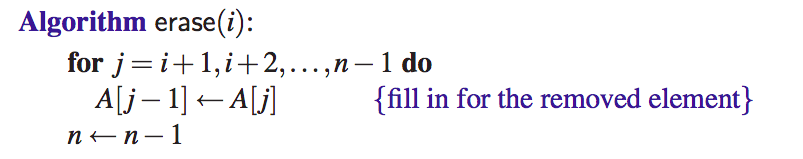 Algorithm erase(i):
for j = i+1, i+2, ..., n − 1 do
A[j − 1] ← A[j] {fill in for the removed element}
n ← n − 1